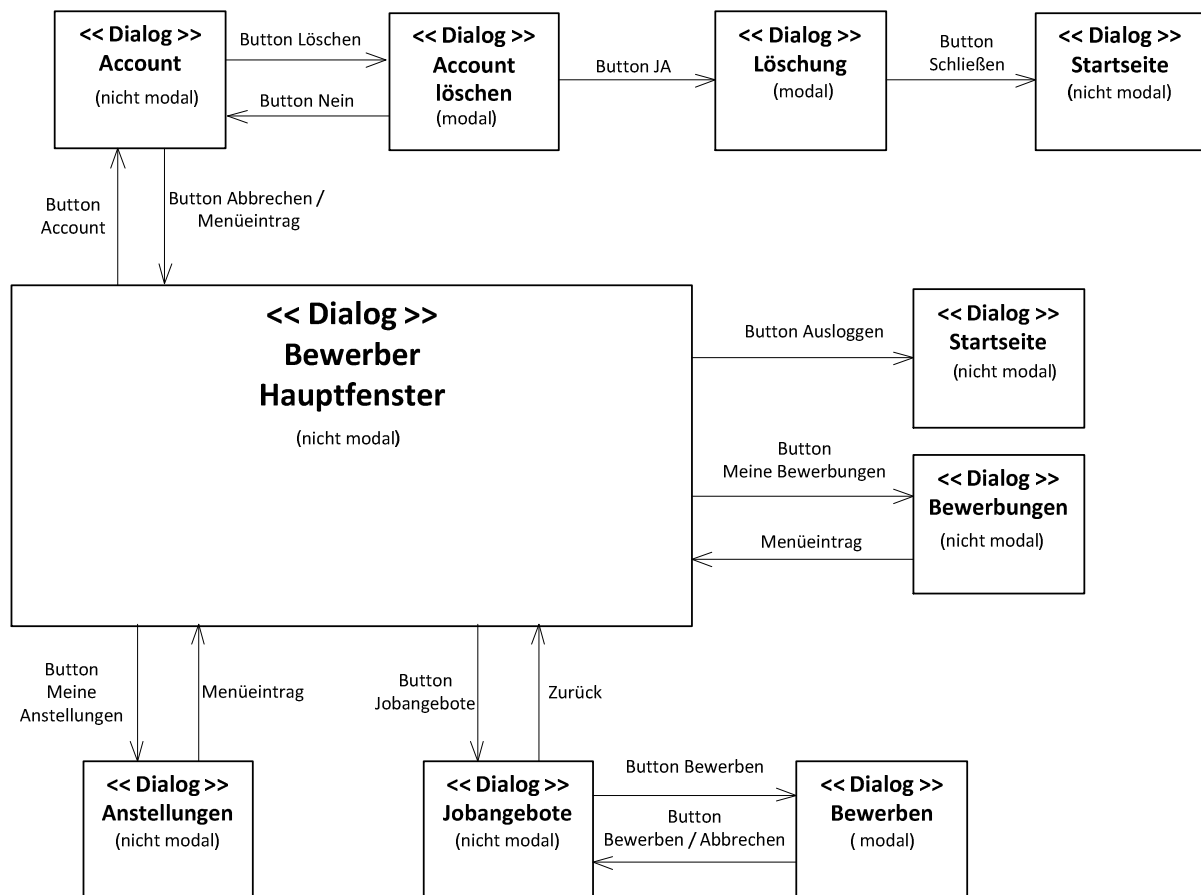 << Dialog >>
Account
(nicht modal)
Button Löschen
Button Nein
<< Dialog >>
Account
löschen
(modal)
Button JA
<< Dialog >>
Löschung
(modal)
Button
Schließen
<< Dialog >>
Startseite
(nicht modal)
Button
Account
Button Abbrechen /
Menüeintrag
<< Dialog >>
Bewerber
Hauptfenster
(nicht modal)
Button Ausloggen
<< Dialog >>
Startseite
(nicht modal)
Button
Meine Bewerbungen
Menüeintrag
<< Dialog >>
Bewerbungen
(nicht modal)
Button
Meine
Anstellungen
Menüeintrag
Button
Jobangebote
Zurück
<< Dialog >>
Anstellungen
(nicht modal)
<< Dialog >>
Jobangebote
(nicht modal)
Button Bewerben
Button
Bewerben / Abbrechen
<< Dialog >>
Bewerben
( modal)